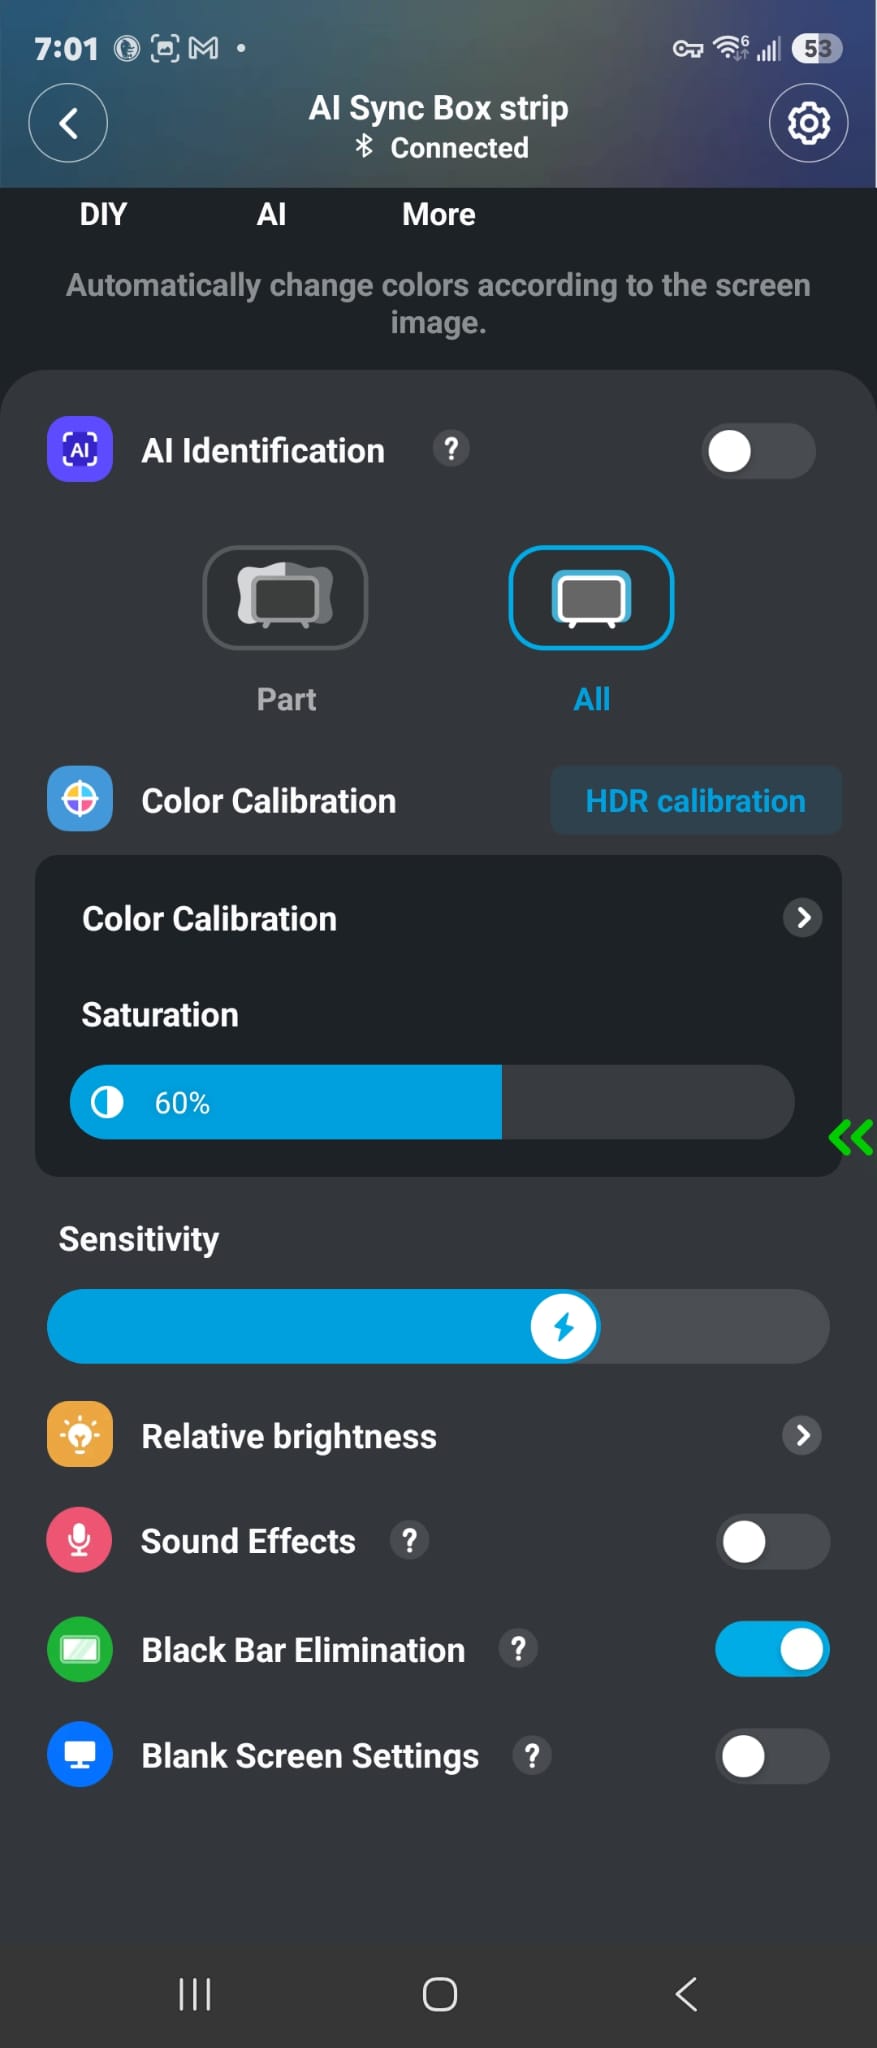 7:01
6
53
AI Sync Box strip
Connected
DIY AI More
Automatically change colors according to the screen
image.
AI
AI Identification ?
Part All
Color Calibration HDR calibration
Color Calibration
Saturation
60%
Sensitivity
Relative brightness
Sound Effects ?
Black Bar Elimination ?
Blank Screen Settings ?